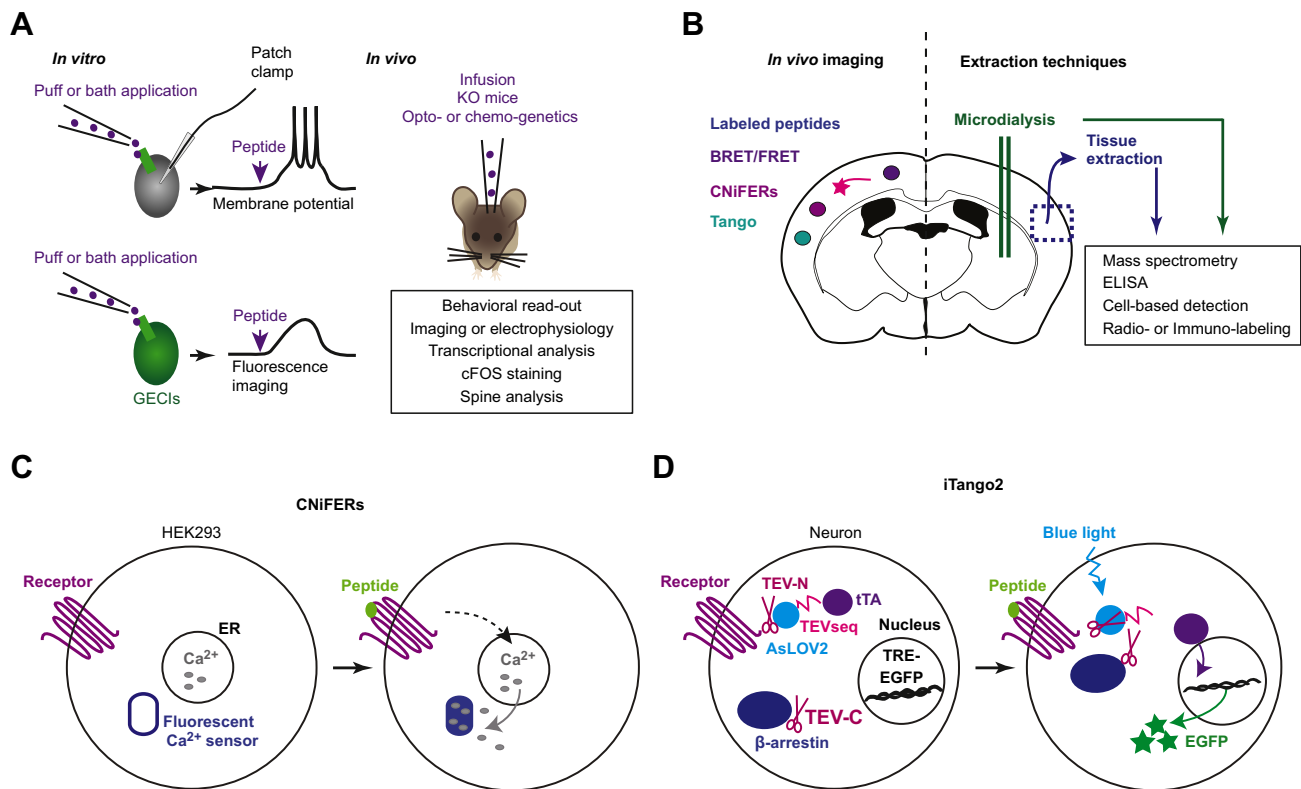 A
In vitro
Patch
clamp
Puff or bath application
Peptide
Membrane potential
Puff or bath application
Peptide
Fluorescence
imaging
GECIs
In vivo
Infusion
KO mice
Opto- or chemo-genetics
Behavioral read-out
Imaging or electrophysiology
Transcriptional analysis
cFOS staining
Spine analysis
B
In vivo imaging
Extraction techniques
Labeled peptides
BRET/FRET
CNiFERs
Tango
Microdialysis
Tissue
extraction
Mass spectrometry
ELISA
Cell-based detection
Radio- or Immuno-labeling
C
CNiFERs
HEK293
Receptor
ER
Ca2+
Fluorescent
Ca2+ sensor
Peptide
Ca2+
D
iTango2
Neuron
Receptor
TEV-N
tTA
TEVseq
AsLOV2
Nucleus
TRE-
EGFP
TEV-C
β-arrestin
Blue light
Peptide
EGFP